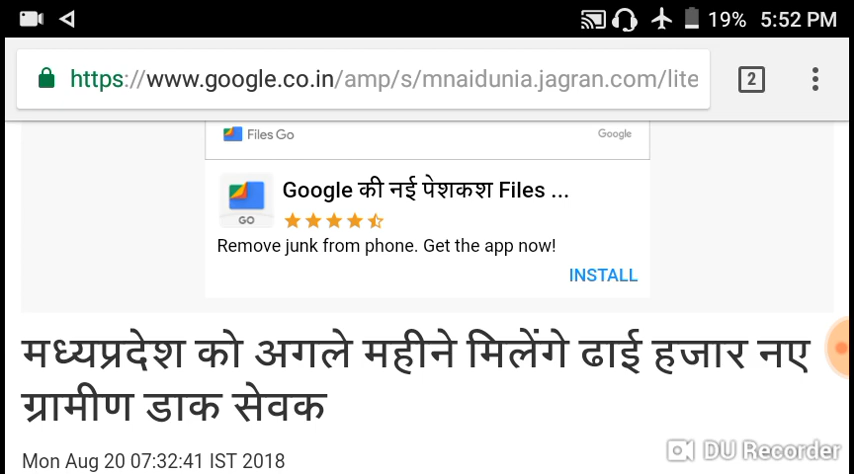 19% 5:52 PM
https://www.google.co.in/amp/s/mnaidunia.jagran.com/lite
2
Files Go Google
Google की नई पेशकश Files ...
GO
Remove junk from phone. Get the app now!
INSTALL
मध्यप्रदेश को अगले महीने मिलेंगे ढाई हजार नए
ग्रामीण डाक सेवक
Mon Aug 20 07:32:41 IST 2018
DU Recorder